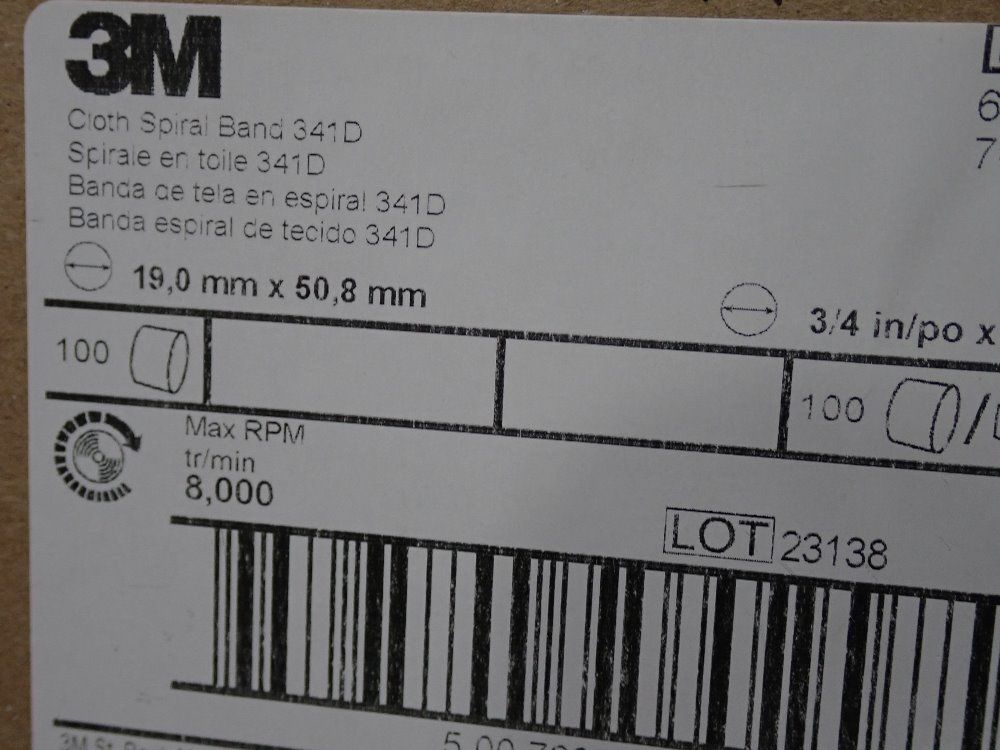 3M
Cloth Spiral Band 341D
Spirale en toile 341D
Banda de tela en espiral 341D
Banda espiral de tecido 341D
19,0 mm x 50,8 mm
3/4 in/po x
100
100
Max RPM
tr/min
8,000
LOT 23138
3M St.